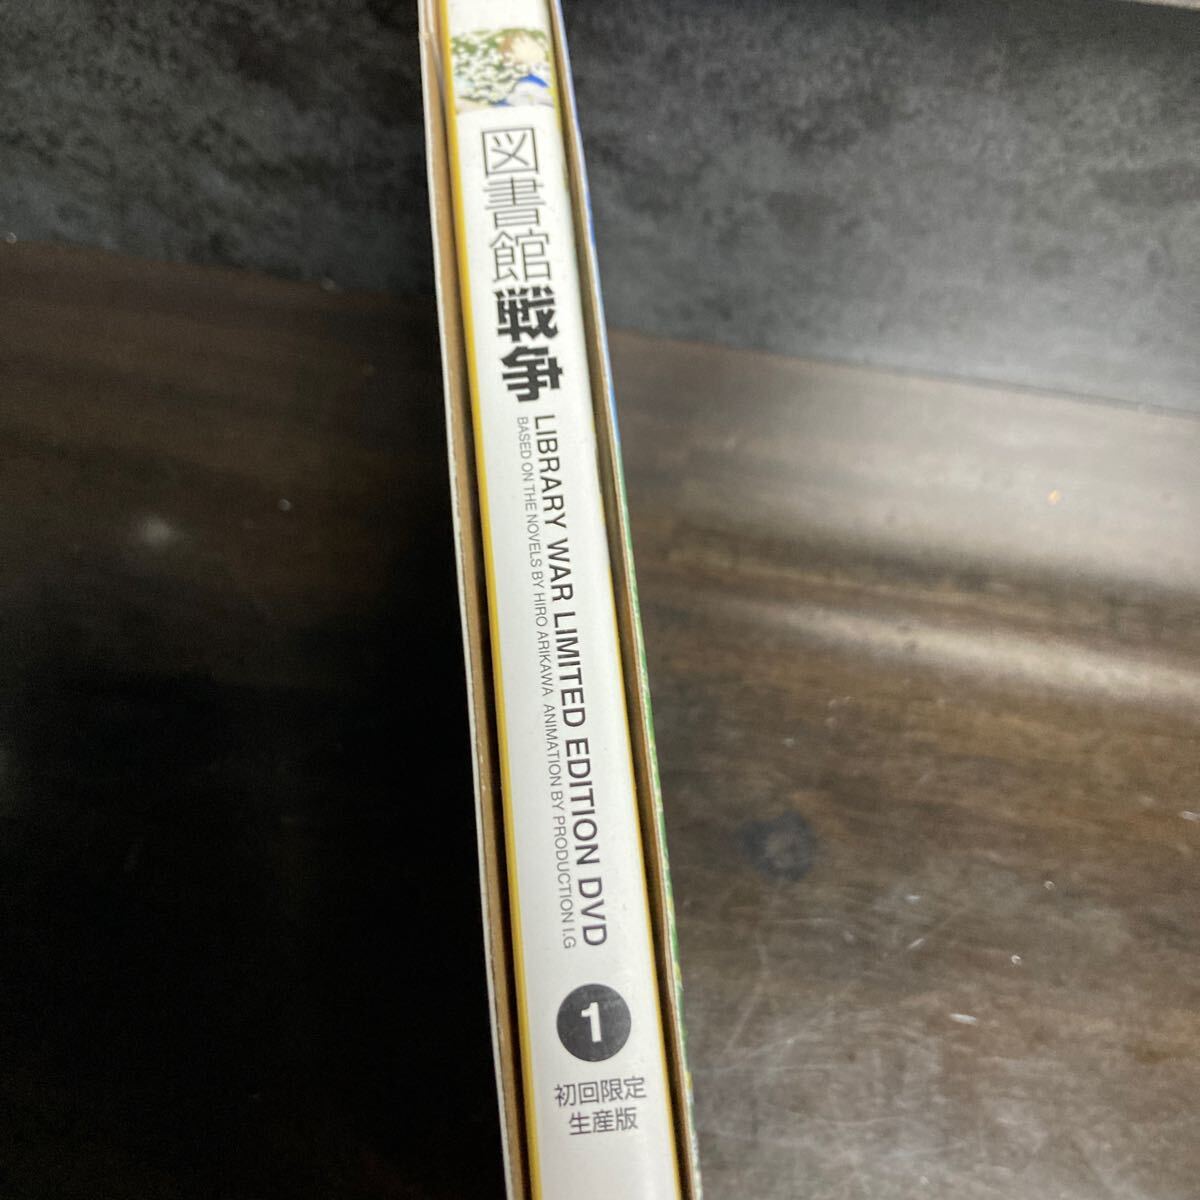 図書館戦争
LIBRARY WAR LIMITED EDITION DVD
BASED ON THE NOVELS BY HIRO ARIKAWA ANIMATION BY PRODUCTION I.G
1
初回限定
生産版